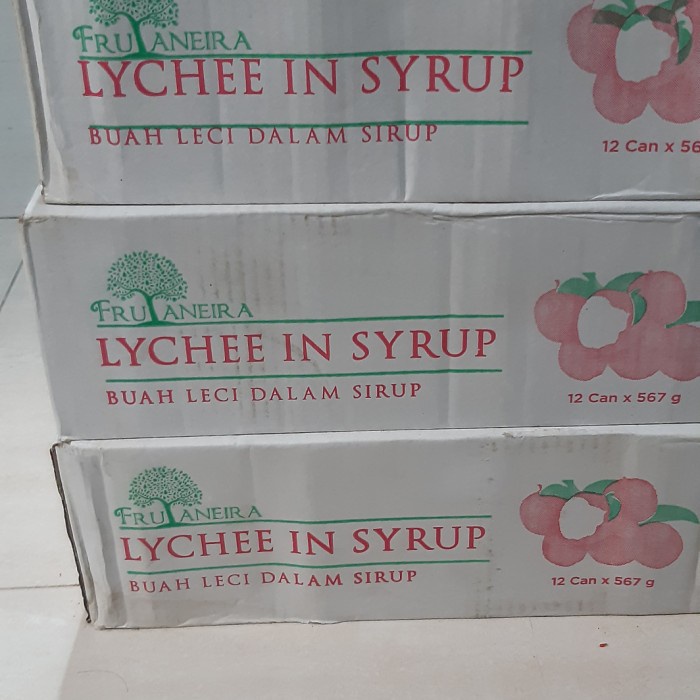 FRUTANEIRA
LYCHEE IN SYRUP
BUAH LECI DALAM SIRUP
12 Can x 56
FRUTANEIRA
LYCHEE IN SYRUP
BUAH LECI DALAM SIRUP
12 Can x 567 g
FRUTANEIRA
LYCHEE IN SYRUP
BUAH LECI DALAM SIRUP
12 Can x 567 g